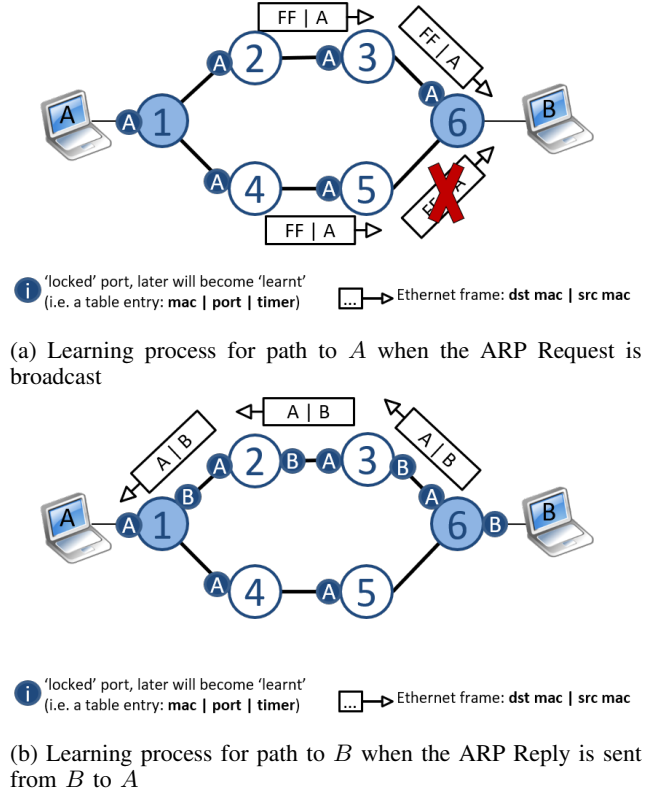 FF | A
FF | A
A 2 A 3
A A 1 A 6 B
A 4 A 5
FF | A
FF | A
i 'locked' port, later will become 'learnt'
(i.e. a table entry: mac | port | timer)
... Ethernet frame: dst mac | src mac
(a) Learning process for path to A when the ARP Request is
broadcast
A | B
A | B
A | B
A 2 B A 3 B
A A 1 B A 6 B B
A 4 A 5
i 'locked' port, later will become 'learnt'
(i.e. a table entry: mac | port | timer)
... Ethernet frame: dst mac | src mac
(b) Learning process for path to B when the ARP Reply is sent
from B to A